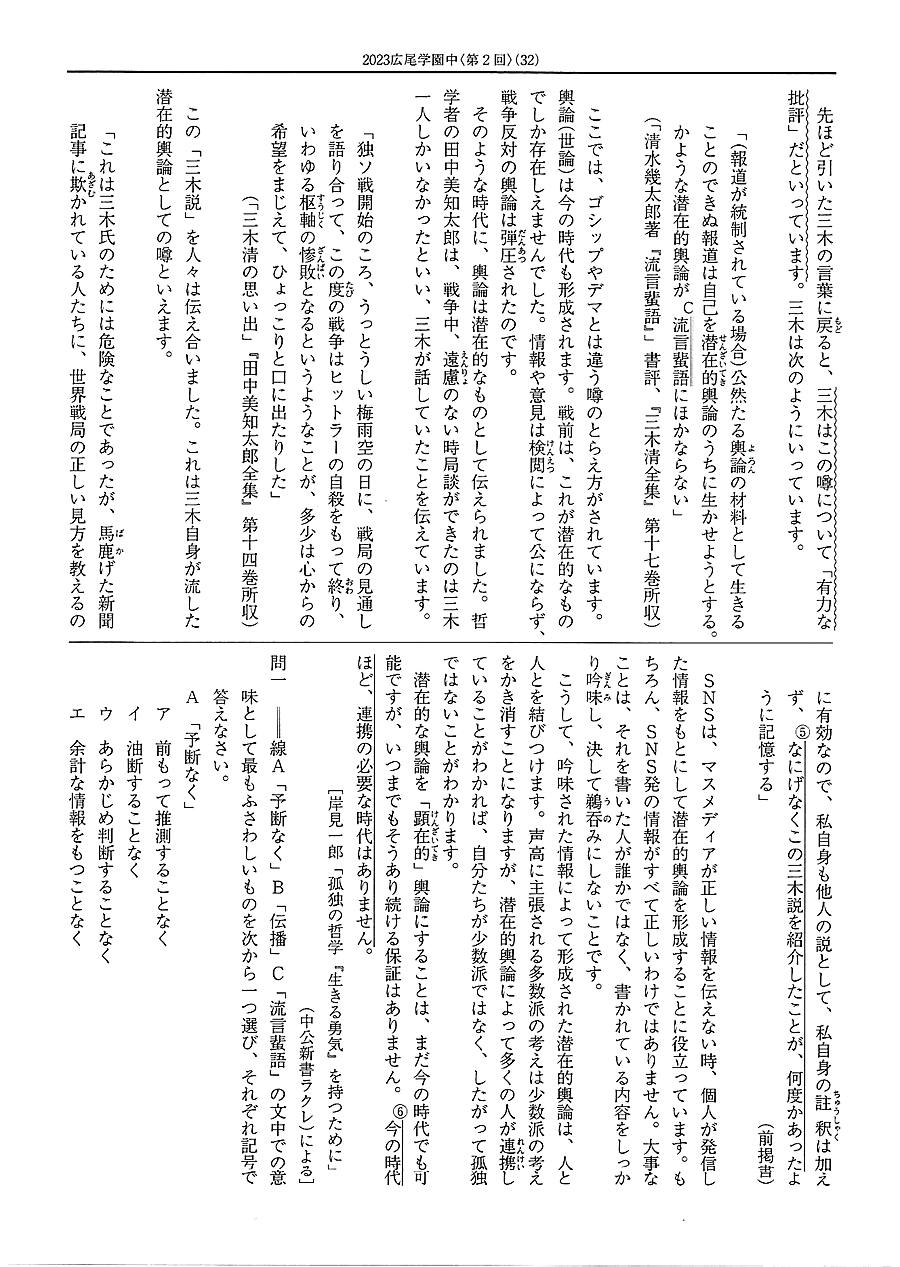 2023広尾学園中〈第2回〉(32)
先ほど引いた三木の言葉に戻ると、三木はこの噂について「有力な
批評」だといっています。三木は次のようにいっています。
「(報道が統制されている場合)公然たる輿論の材料として生きる
ことのできぬ報道は自己を潜在的輿論のうちに生かせようとする。
かような潜在的輿論がC流言蜚語にほかならない」
(「清水幾太郎著『流言蜚語』」書評、『三木清全集』第十七巻所収)
ここでは、ゴシップやデマとは違う噂のとらえ方がされています。
輿論(世論)は今の時代も形成されます。戦前は、これが潜在的なもの
でしか存在しえませんでした。情報や意見は検閲によって公にならず、
戦争反対の輿論は弾圧されたのです。
そのような時代に、輿論は潜在的なものとして伝えられました。哲
学者の田中美知太郎は、戦争中、遠慮のない時局談ができたのは三木
一人しかいなかったといい、三木が話していたことを伝えています。
「独ソ戦開始のころ、うっとうしい梅雨空の日に、戦局の見通し
を語り合って、この度の戦争はヒットラーの自殺をもって終り、
いわゆる枢軸の惨敗となるというようなことが、多少は心からの
希望をまじえて、ひょっこりと口に出たりした」
(「三木清の思い出」『田中美知太郎全集』第十四巻所収)
この「三木説」を人々は伝え合いました。これは三木自身が流した
潜在的輿論としての噂といえます。
「これは三木氏のためには危険なことであったが、馬鹿げた新聞
記事に欺かれている人たちに、世界戦局の正しい見方を教えるの
に有効なので、私自身も他人の説として、私自身の註釈は加え
ず、⑤なにげなくこの三木説を紹介したことが、何度かあったよ
うに記憶する」
(前掲書)
SNSは、マスメディアが正しい情報を伝えない時、個人が発信し
た情報をもとにして潜在的輿論を形成することに役立っています。も
ちろん、SNS発の情報がすべて正しいわけではありません。大事な
ことは、それを書いた人が誰かではなく、書かれている内容をしっか
り吟味し、決して鵜呑みにしないことです。
こうして、吟味された情報によって形成された潜在的輿論は、人と
人とを結びつけます。声高に主張される多数派の考えは少数派の考え
をかき消すことになりますが、潜在的輿論によって多くの人が連携し
ていることがわかれば、自分たちが少数派ではなく、したがって孤独
ではないことがわかります。
潜在的な輿論を「顕在的」輿論にすることは、まだ今の時代でも可
能ですが、いつまでもそうあり続ける保証はありません。⑥今の時代
ほど、連携の必要な時代はありません。
[岸見一郎「孤独の哲学『生きる勇気』を持つために」
(中公新書ラクレ)による]
問一 ══線A「予断なく」B「伝播」C「流言蜚語」の文中での意
味として最もふさわしいものを次から一つ選び、それぞれ記号で
答えなさい。
A 「予断なく」
ア 前もって推測することなく
イ 油断することなく
ウ あらかじめ判断することなく
エ 余計な情報をもつことなく